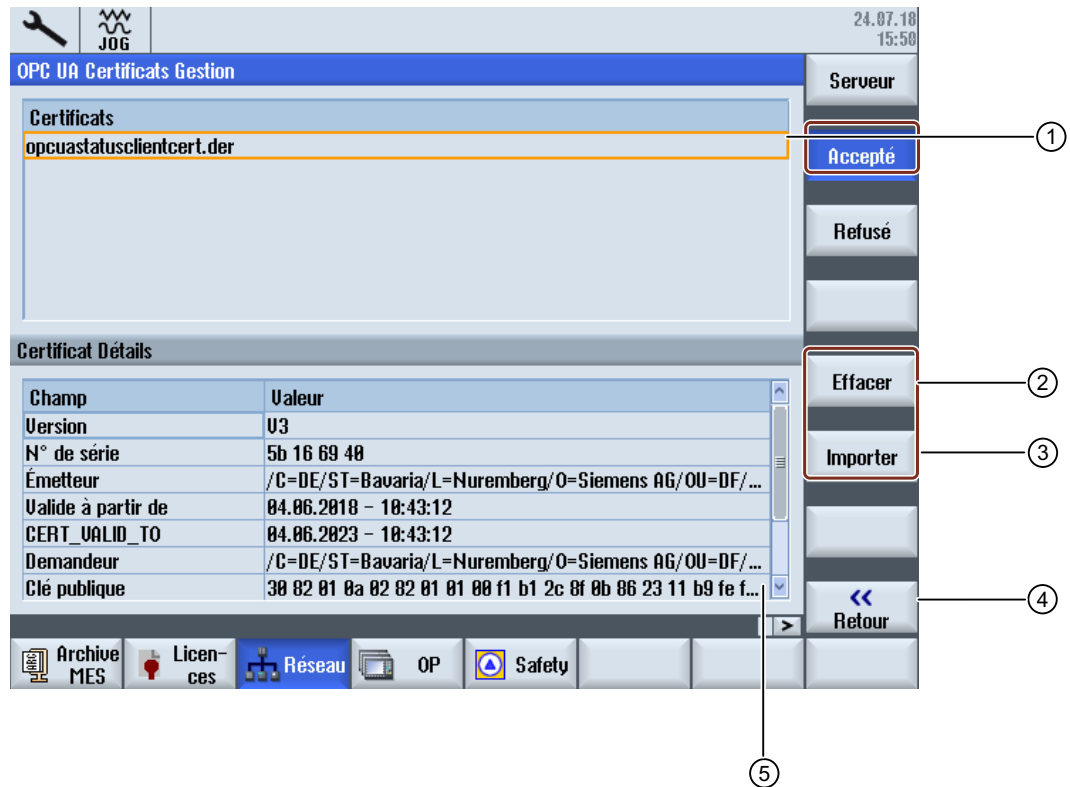 JOG
24.07.18
15:50
OPC UA Certificats Gestion
Serveur
Certificats
opcuastatusclientcert.der
1
Accepté
Refusé
Certificat Détails
Effacer
2
Champ
Valeur
Version
V3
N° de série
5b 16 69 40
Importer
3
Émetteur
/C=DE/ST=Bavaria/L=Nuremberg/O=Siemens AG/OU=DF/...
Valide à partir de
04.06.2018 - 10:43:12
CERT_VALID_TO
04.06.2023 - 10:43:12
Demandeur
/C=DE/ST=Bavaria/L=Nuremberg/O=Siemens AG/OU=DF/...
Clé publique
30 82 01 0a 02 82 01 01 00 f1 b1 2c 8f 0b 86 23 11 b9 fe f...
<<
Retour
4
>
Archive
MES
Licen-
ces
Réseau
OP
Safety
5